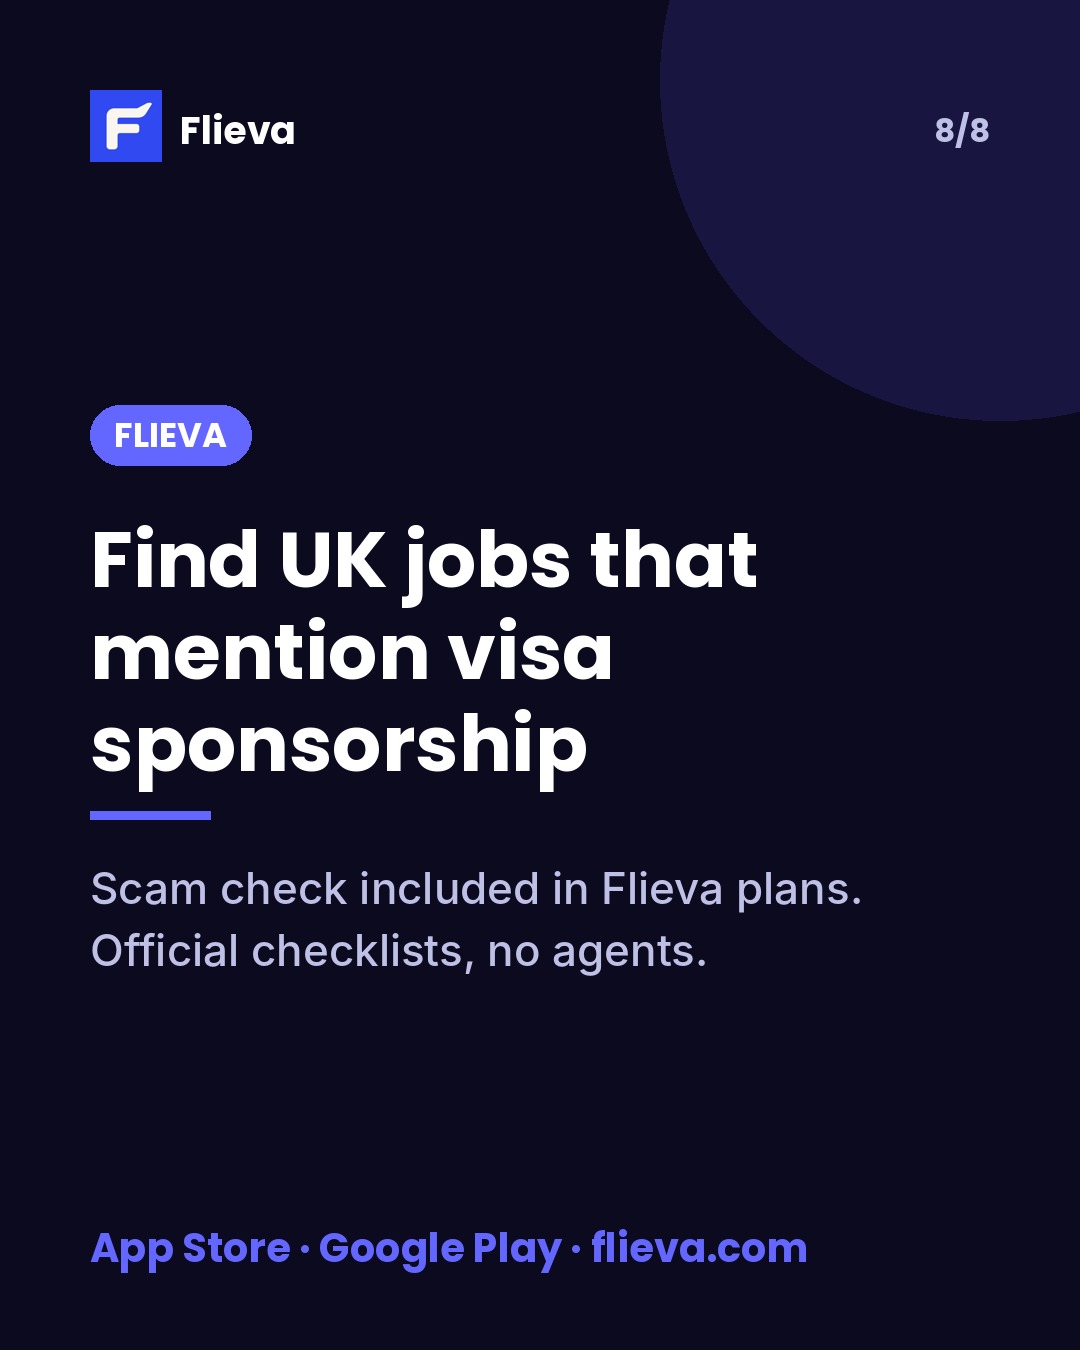 Flieva
8/8
FLIEVA
Find UK jobs that
mention visa
sponsorship
Scam check included in Flieva plans.
Official checklists, no agents.
App Store · Google Play · flieva.com